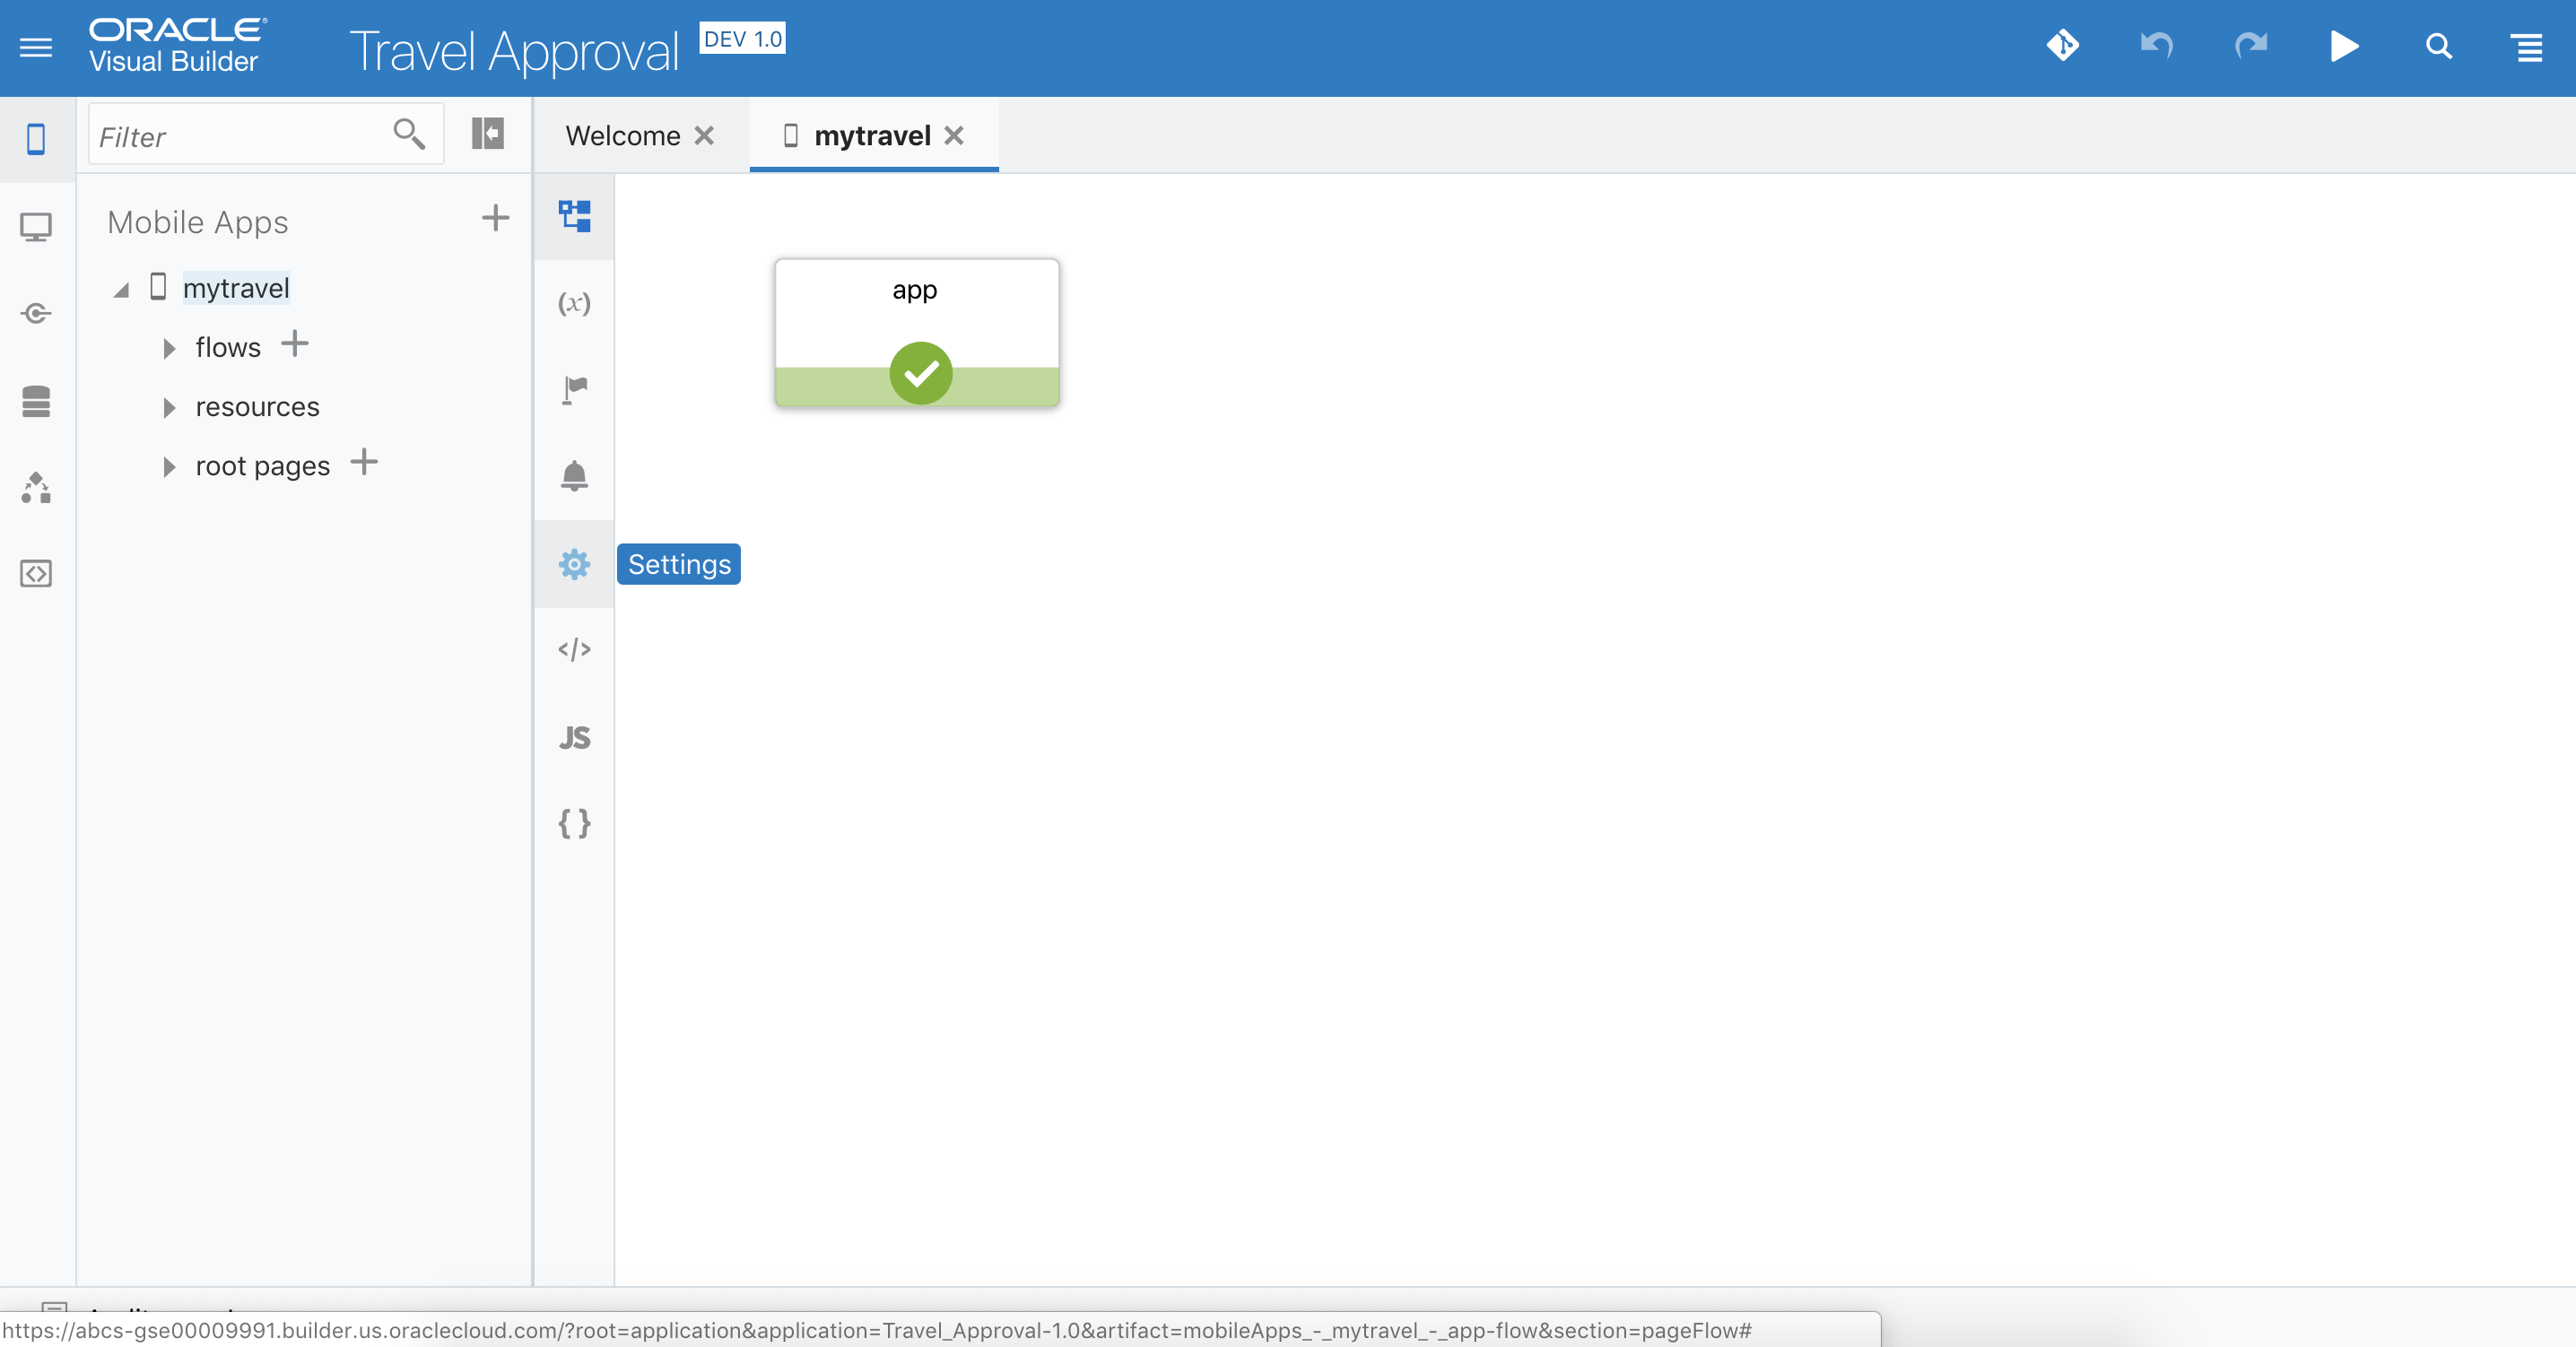 ORACLE
Visual Builder
Travel Approval
DEV 1.0
Filter
Welcome
mytravel
Mobile Apps
mytravel
flows
resources
root pages
app
(x)
Settings
</>
JS
{ }
https://abcs-gse00009991.builder.us.oraclecloud.com/?root=application&application=Travel_Approval-1.0&artifact=mobileApps_-_mytravel_-_app-flow&section=pageFlow#